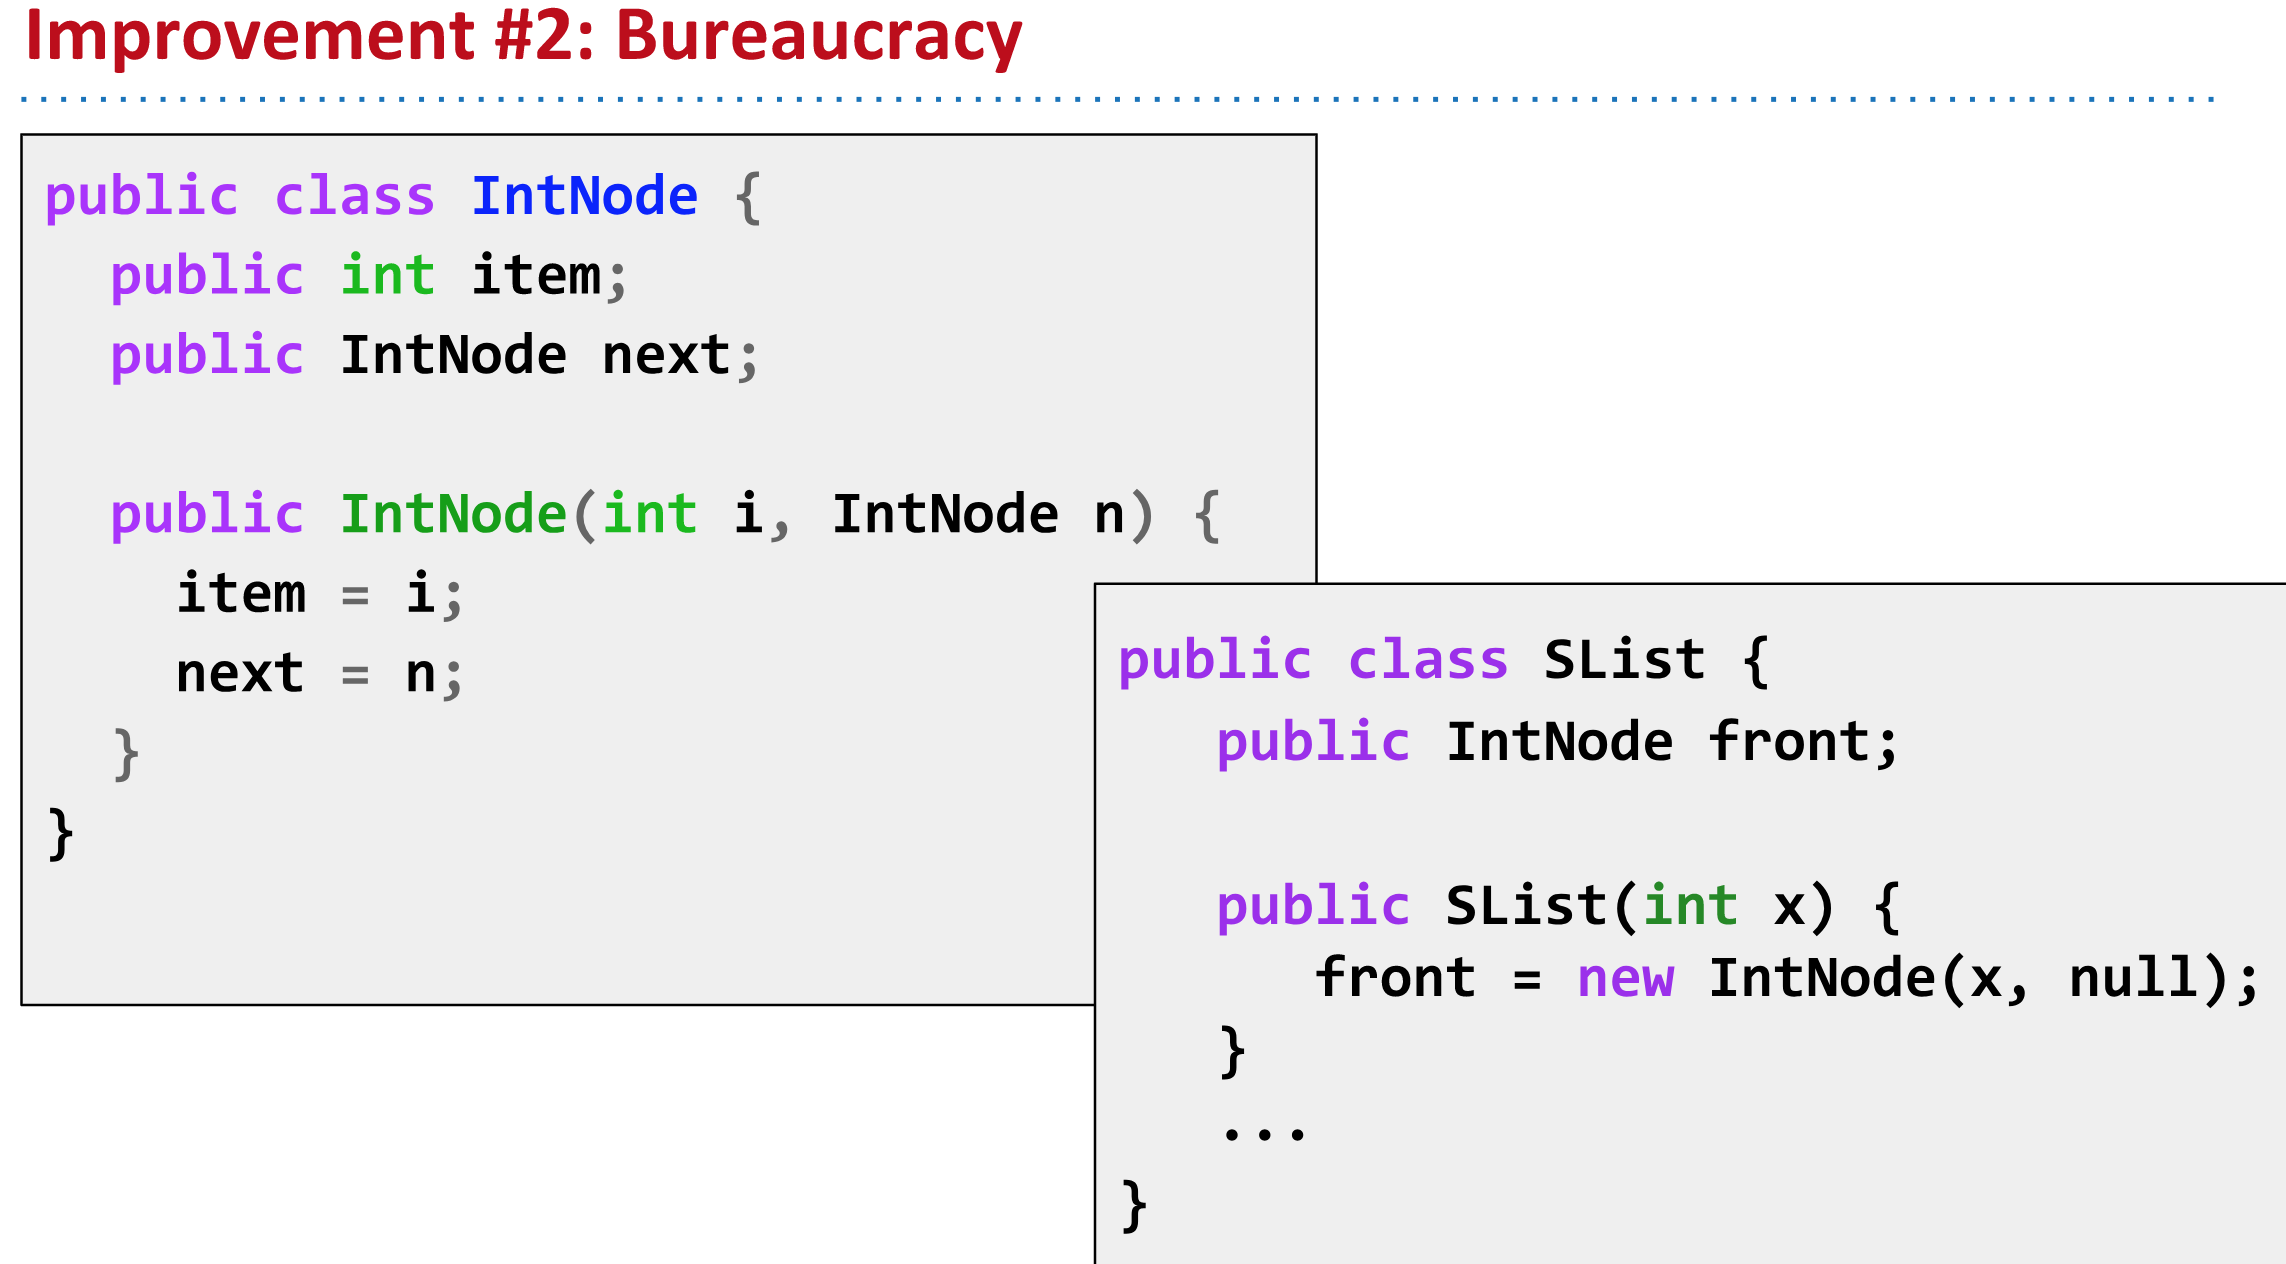 Improvement #2: Bureaucracy
public class IntNode {
  public int item;
  public IntNode next;

  public IntNode(int i, IntNode n) {
    item = i;
    next = n;
  }
}
public class SList {
   public IntNode front;

   public SList(int x) {
      front = new IntNode(x, null);
   }
   ...
}